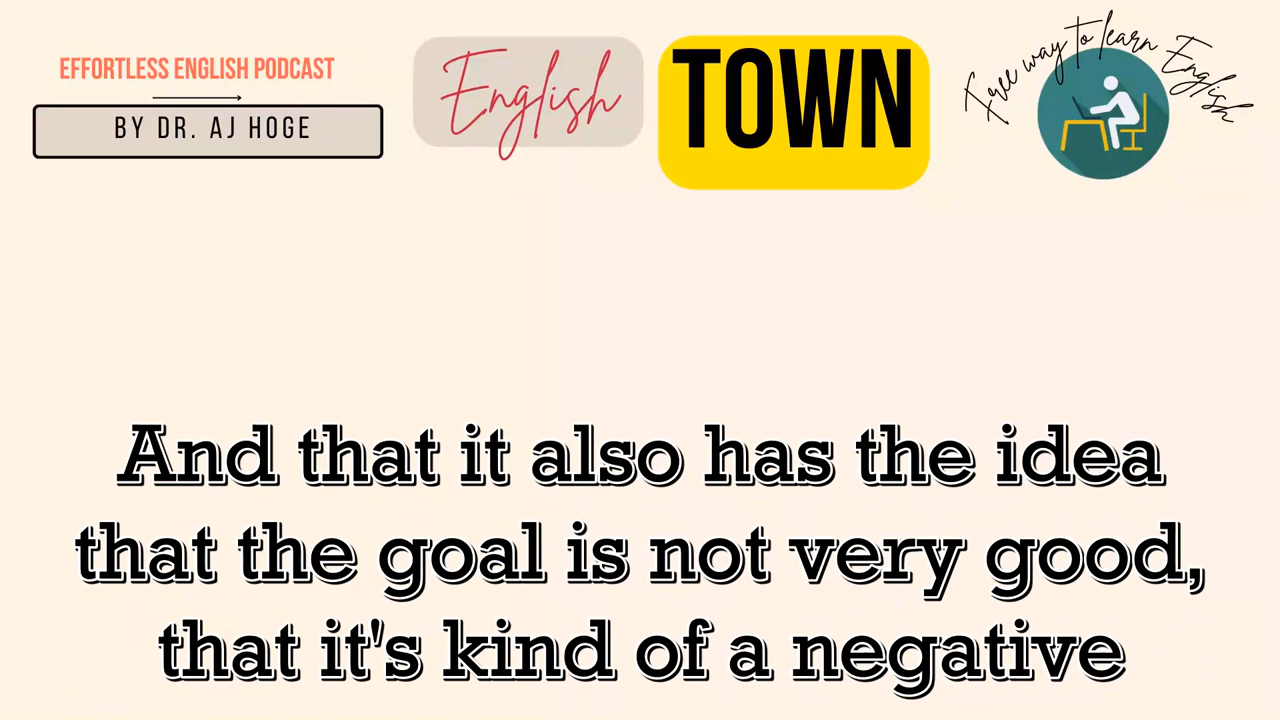 EFFORTLESS ENGLISH PODCAST
BY DR. AJ HOGE
English
TOWN
Free way to learn English
And that it also has the idea
that the goal is not very good,
that it's kind of a negative